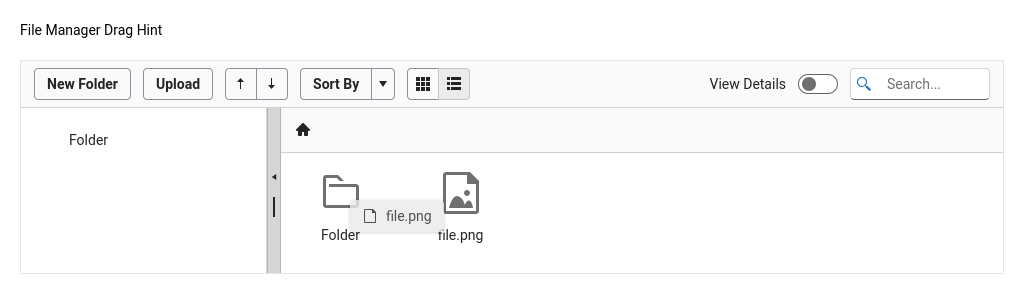 File Manager Drag Hint
New Folder Upload Sort By View Details Search...
Folder
file.png
Folder file.png